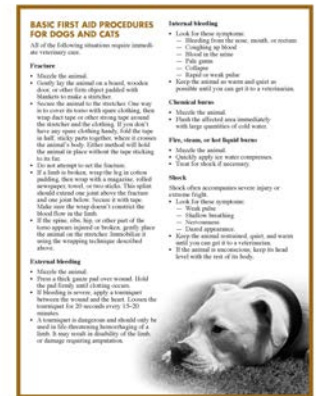 BASIC FIRST AID PROCEDURES
FOR DOGS AND CATS
All of the following situations require immedi-
ate veterinary care.
Fracture
• Muzzle the animal.
• Gently lay the animal on a board, wooden
door, or other firm object padded with
blankets to make a stretcher.
• Secure the animal to the stretcher. One way
is to cover its torso with spare clothing, then
wrap duct tape or other strong tape around
the stretcher and the clothing. If you don't
have any spare clothing handy, fold the tape
in half, sticky parts together, where it crosses
the animal's body. Either method will hold
the animal in place without the tape sticking
to its fur.
• Do not attempt to set the fracture.
• If a limb is broken, wrap the leg in cotton
padding, then wrap with a magazine, rolled
newspaper, towel, or two sticks. This splint
should extend one joint above the fracture
and one joint below. Secure it with tape.
Make sure the wrap doesn't constrict the
blood flow in the limb.
• If the spine, ribs, hip, or other part of the
torso appears injured or broken, gently place
the animal on the stretcher. Immobilize it
using the wrapping technique described
above.
External bleeding
• Muzzle the animal.
• Press a thick gauze pad over wound. Hold
the pad firmly until clotting occurs.
• If bleeding is severe, apply a tourniquet
between the wound and the heart. Loosen the
tourniquet for 20 seconds every 15–20
minutes.
• A tourniquet is dangerous and should only be
used in life-threatening hemorrhaging of a
limb. It may result in disability of the limb
or damage requiring amputation.
Internal bleeding
• Look for these symptoms:
— Bleeding from the nose, mouth, or rectum
— Coughing up blood
— Blood in the urine
— Pale gums
— Collapse
— Rapid or weak pulse
• Keep the animal as warm and quiet as
possible until you can get it to a veterinarian.
Chemical burns
• Muzzle the animal.
• Flush the affected area immediately
with large quantities of cold water.
Fire, steam, or hot liquid burns
• Muzzle the animal.
• Quickly apply ice water compresses.
• Treat for shock if necessary.
Shock
Shock often accompanies severe injury or
extreme fright.
• Look for these symptoms:
— Weak pulse
— Shallow breathing
— Nervousness
— Dazed appearance
• Keep the animal restrained, quiet, and warm
until you can get it to a veterinarian.
• If the animal is unconscious, keep its head
level with the rest of its body.